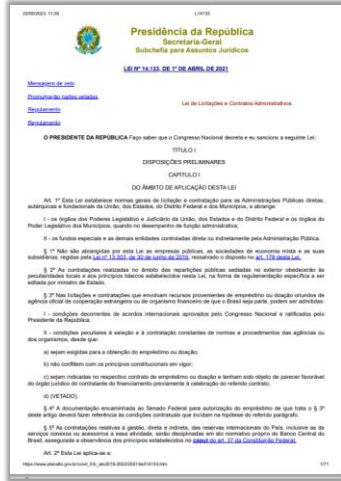 L14133
Presidência da República
Secretaria-Geral
Subchefia para Assuntos Jurídicos
LEI Nº 14.133, DE 1º DE ABRIL DE 2021
Mensagem de veto
Promulgação partes vetadas
Regulamento
Regulamento
Lei de Licitações e Contratos Administrativos.
O PRESIDENTE DA REPÚBLICA Faço saber que o Congresso Nacional decreta e eu sanciono a seguinte Lei:
TÍTULO I
DISPOSIÇÕES PRELIMINARES
CAPÍTULO I
DO ÂMBITO DE APLICAÇÃO DESTA LEI
Art. 1º Esta Lei estabelece normas gerais de licitação e contratação para as Administrações Públicas diretas,
autárquicas e fundacionais da União, dos Estados, do Distrito Federal e dos Municípios, e abrange:
I - os órgãos dos Poderes Legislativo e Judiciário da União, dos Estados e do Distrito Federal e os órgãos do
Poder Legislativo dos Municípios, quando no desempenho de função administrativa;
II - os fundos especiais e as demais entidades controladas direta ou indiretamente pela Administração Pública.
§ 1º Não são abrangidas por esta Lei as empresas públicas, as sociedades de economia mista e as suas
subsidiárias, regidas pela Lei nº 13.303, de 30 de junho de 2016, ressalvado o disposto no art. 178 desta Lei.
§ 2º As contratações realizadas no âmbito das repartições públicas sediadas no exterior obedecerão às
peculiaridades locais e aos princípios básicos estabelecidos nesta Lei, na forma de regulamentação específica a ser
editada por ministro de Estado.
§ 3º Nas licitações e contratações que envolvam recursos provenientes de empréstimo ou doação oriundos de
agência oficial de cooperação estrangeira ou de organismo financeiro de que o Brasil seja parte, podem ser admitidas:
I - condições decorrentes de acordos internacionais aprovados pelo Congresso Nacional e ratificados pelo
Presidente da República;
II - condições peculiares à seleção e à contratação constantes de normas e procedimentos das agências ou
dos organismos, desde que:
a) sejam exigidas para a obtenção do empréstimo ou doação;
b) não conflitem com os princípios constitucionais em vigor;
c) sejam indicadas no respectivo contrato de empréstimo ou doação e tenham sido objeto de parecer favorável
do órgão jurídico do contratante do financiamento previamente à celebração do referido contrato;
d) (VETADO).
§ 4º A documentação encaminhada ao Senado Federal para autorização do empréstimo de que trata o § 3º
deste artigo deverá fazer referência às condições contratuais que incidam na hipótese do referido parágrafo.
§ 5º As contratações relativas à gestão, direta e indireta, das reservas internacionais do País, inclusive as de
serviços conexos ou acessórios a essa atividade, serão disciplinadas em ato normativo próprio do Banco Central do
Brasil, assegurada a observância dos princípios estabelecidos no caput do art. 37 da Constituição Federal.
Art. 2º Esta Lei aplica-se a:
1/71